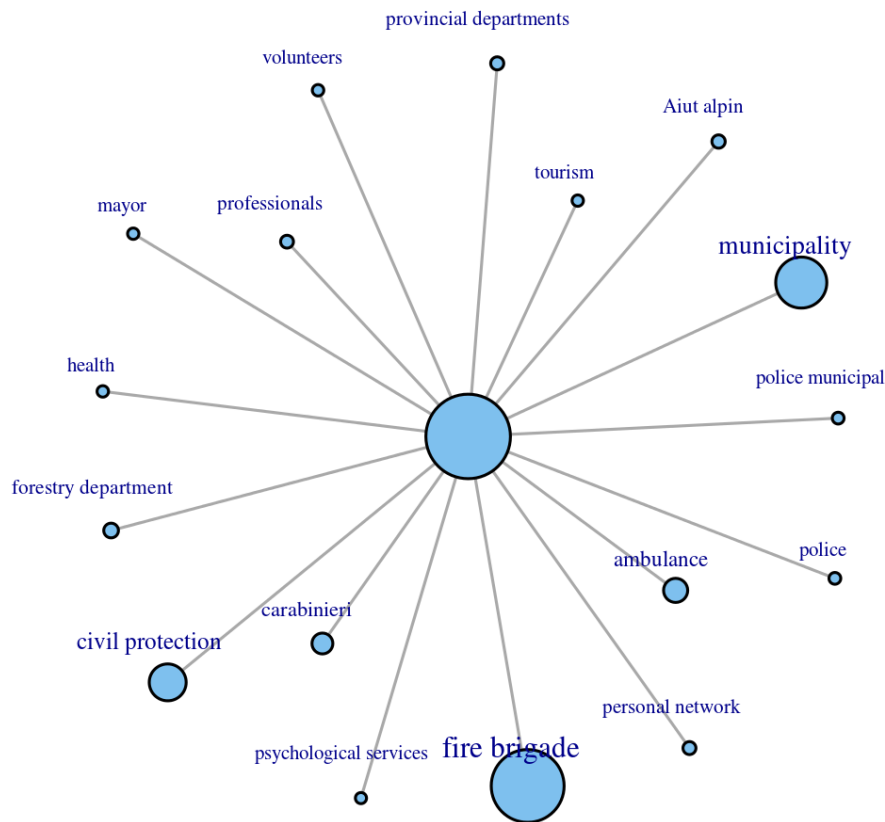 provincial departments
volunteers
Aiut alpin
tourism
professionals
mayor
municipality
health
police municipal
forestry department
police
ambulance
carabinieri
civil protection
personal network
fire brigade
psychological services